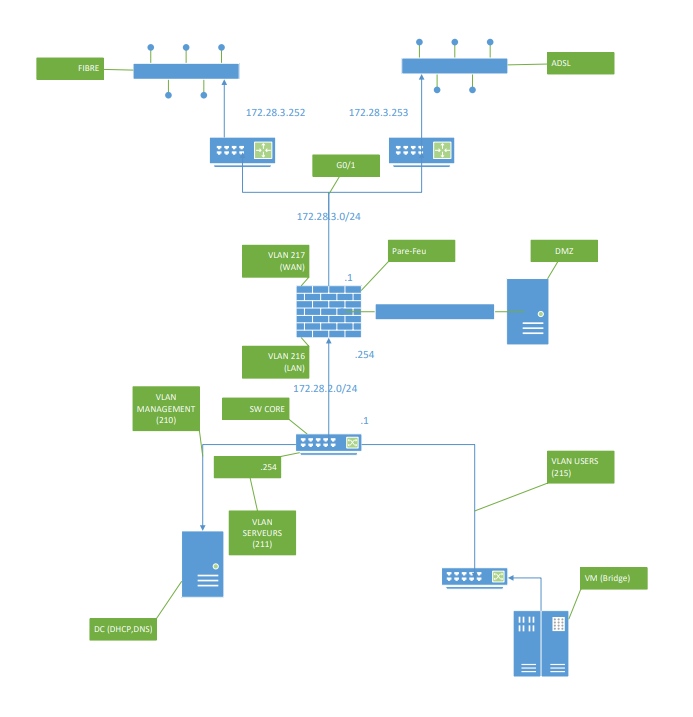 FIBRE
ADSL
172.28.3.252
172.28.3.253
G0/1
172.28.3.0/24
VLAN 217
(WAN)
Pare-Feu
DMZ
.1
VLAN 216
(LAN)
.254
172.28.2.0/24
VLAN
MANAGEMENT
(210)
SW CORE
.1
.254
VLAN USERS
(215)
VLAN
SERVEURS
(211)
VM (Bridge)
DC (DHCP,DNS)